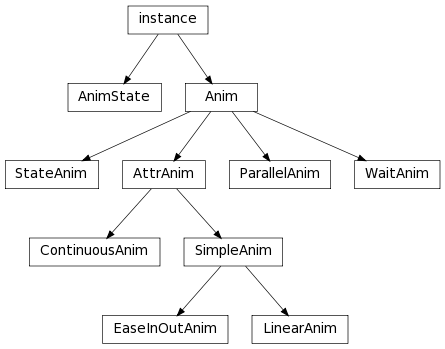 instance
AnimState
Anim
StateAnim
AttrAnim
ParallelAnim
WaitAnim
ContinuousAnim
SimpleAnim
EaseInOutAnim
LinearAnim